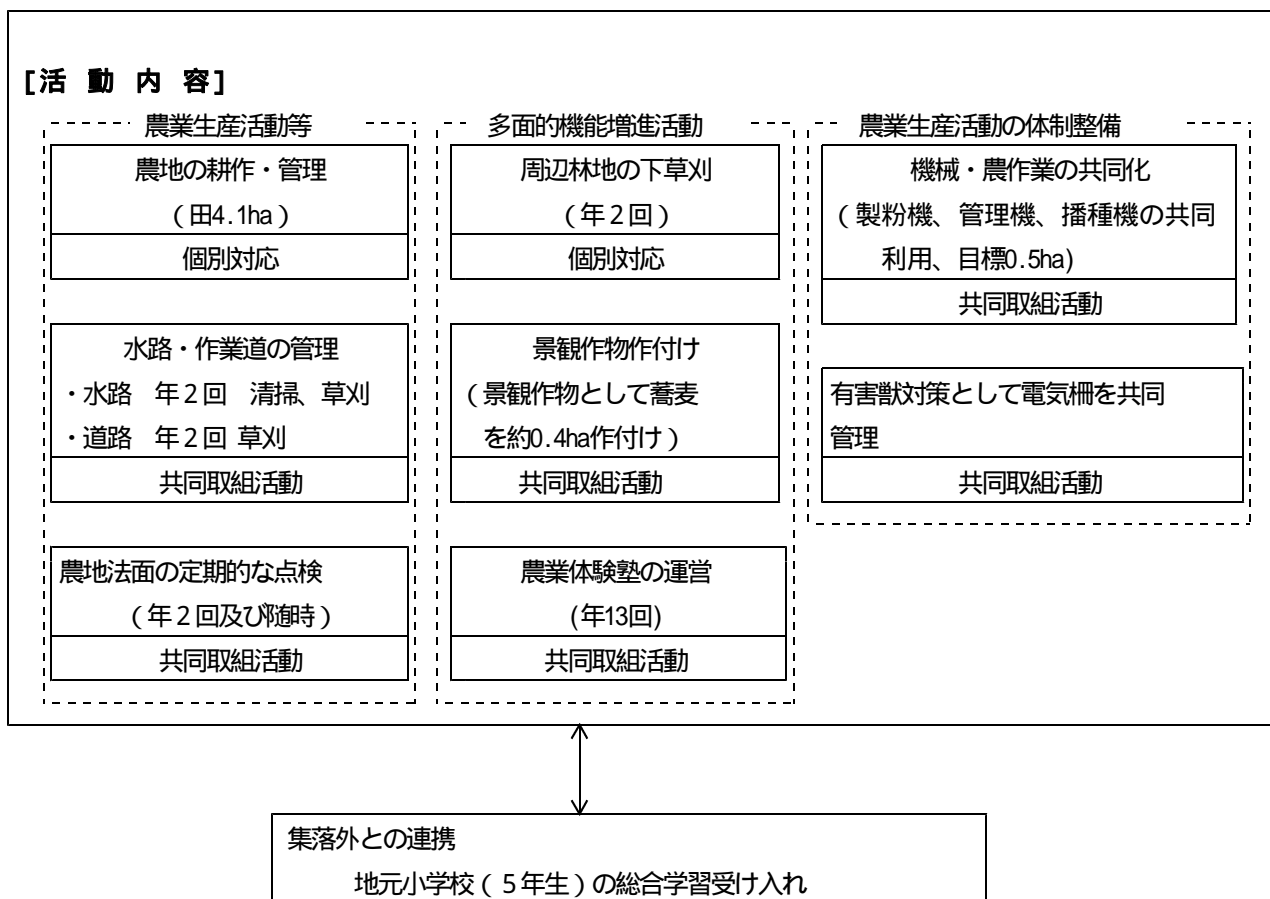 [活 動 内 容]
農業生産活動等
農地の耕作・管理
（田4.1ha）
個別対応
水路・作業道の管理
・水路 年２回 清掃、草刈
・道路 年２回 草刈
共同取組活動
農地法面の定期的な点検
（年２回及び随時）
共同取組活動
多面的機能増進活動
周辺林地の下草刈
（年２回）
個別対応
景観作物作付け
（景観作物として蕎麦
を約0.4ha作付け）
共同取組活動
農業体験塾の運営
(年13回)
共同取組活動
農業生産活動の体制整備
機械・農作業の共同化
（製粉機、管理機、播種機の共同
利用、目標0.5ha)
共同取組活動
有害獣対策として電気柵を共同
管理
共同取組活動
集落外との連携
地元小学校（５年生）の総合学習受け入れ